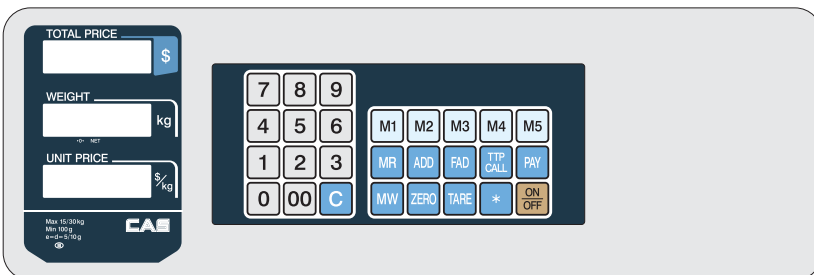 TOTAL PRICE
$
WEIGHT
kg
→0← NET
UNIT PRICE
$/kg
Max 15/30kg
Min 100g
e=d=5/10g
CAS
7 8 9
4 5 6
1 2 3
0 00 C
M1 M2 M3 M4 M5
MR ADD FAD TTP CALL PAY
MW ZERO TARE * ON OFF